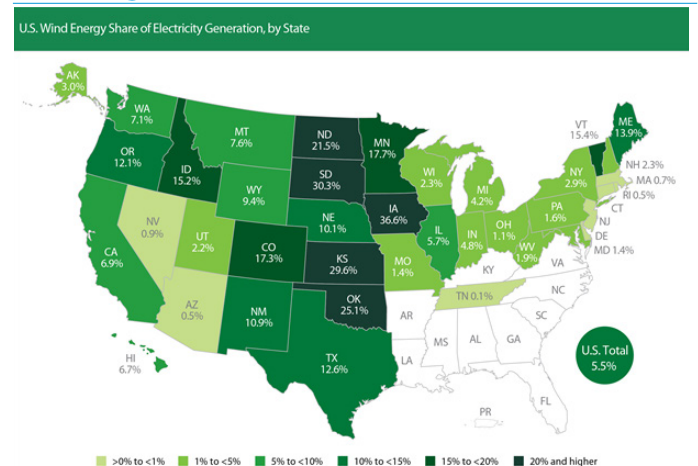 U.S. Wind Energy Share of Electricity Generation, by State
AK
3.0%
WA
7.1%
OR
12.1%
CA
6.9%
NV
0.9%
ID
15.2%
MT
7.6%
WY
9.4%
UT
2.2%
AZ
0.5%
CO
17.3%
NM
10.9%
ND
21.5%
SD
30.3%
NE
10.1%
KS
29.6%
OK
25.1%
TX
12.6%
MN
17.7%
IA
36.6%
MO
1.4%
AR
LA
WI
2.3%
IL
5.7%
MI
4.2%
IN
4.8%
OH
1.1%
KY
TN 0.1%
MS
AL
GA
FL
SC
NC
VA
WV
1.9%
PA
1.6%
NY
2.9%
VT
15.4%
ME
13.9%
NH 2.3%
MA 0.7%
RI 0.5%
CT
NJ
DE
MD 1.4%
HI
6.7%
PR
U.S. Total
5.5%
>0% to <1%
1% to <5%
5% to <10%
10% to <15%
15% to <20%
20% and higher